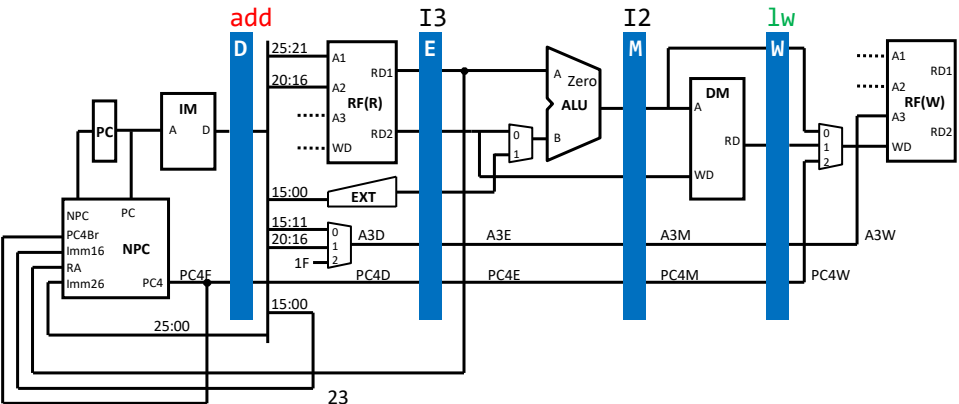 add I3 I2 lw
D E M W
25:21 A1 RD1 A A1 RD1
20:16 A2 Zero DM A2
IM RF(R) ALU A RF(W)
PC A D A3 0 0 A3
RD2 B RD 1 RD2
WD 1 2 WD
WD
15:00 EXT
NPC PC 15:11 0 A3D A3E A3M A3W
PC4Br NPC 20:16 1
Imm16 1F 2
RA
Imm26 PC4 PC4F PC4D PC4E PC4M PC4W
15:00
25:00
23